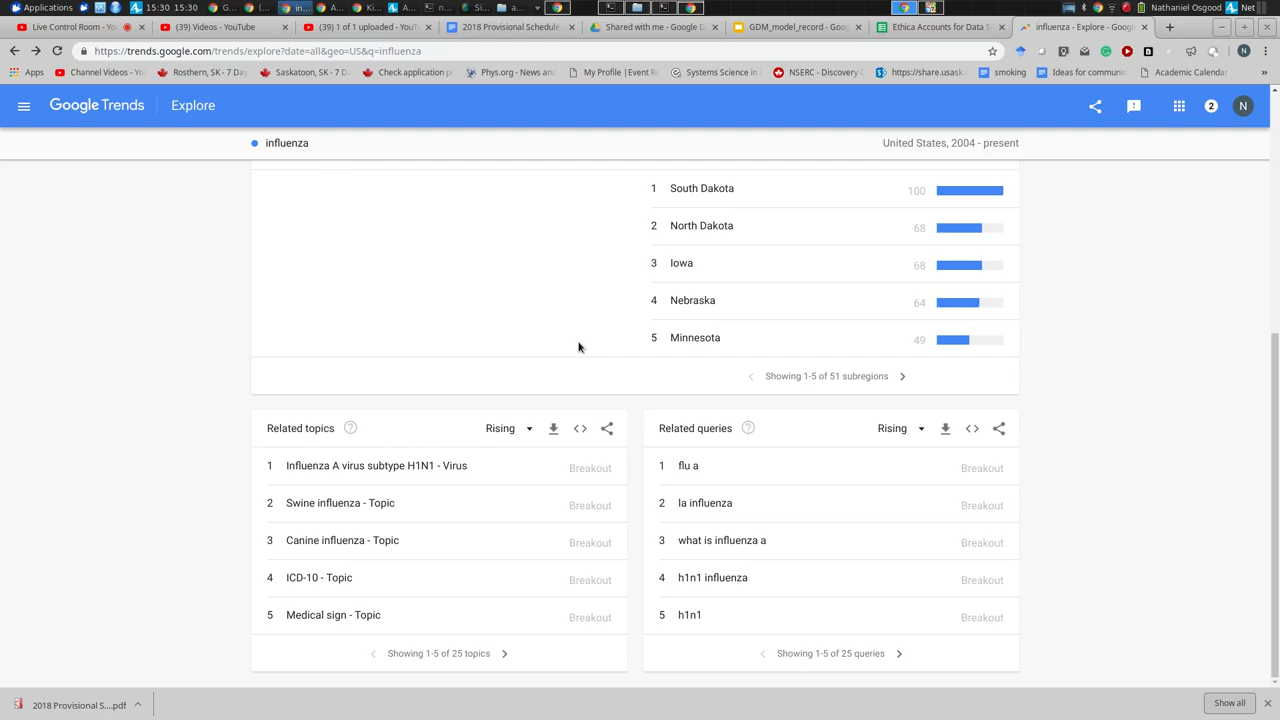 Applications 15:30 15:30 Nathaniel Osgood Net
Live Control Room - Yo
(39) Videos - YouTube
(39) 1 of 1 uploaded - YouT
2018 Provisional Schedule
Shared with me - Google D
GDM_model_record - Goo
Ethica Accounts for Data S
influenza - Explore - Googl
https://trends.google.com/trends/explore?date=all&geo=US&q=influenza
Apps
Channel Videos - Yo
Rosthern, SK - 7 Day
Saskatoon, SK - 7 D
Check application p
Phys.org - News an
My Profile |Event R
Systems Science in
NSERC - Discovery
https://share.usask.
smoking
Ideas for communic
Academic Calendar
Google Trends Explore 2 N
influenza United States, 2004 - present
1 South Dakota 100
2 North Dakota 68
3 Iowa 68
4 Nebraska 64
5 Minnesota 49
Showing 1-5 of 51 subregions
Related topics Rising
1 Influenza A virus subtype H1N1 - Virus Breakout
2 Swine influenza - Topic Breakout
3 Canine influenza - Topic Breakout
4 ICD-10 - Topic Breakout
5 Medical sign - Topic Breakout
Showing 1-5 of 25 topics
Related queries Rising
1 flu a Breakout
2 la influenza Breakout
3 what is influenza a Breakout
4 h1n1 influenza Breakout
5 h1n1 Breakout
Showing 1-5 of 25 queries
2018 Provisional S....pdf Show all